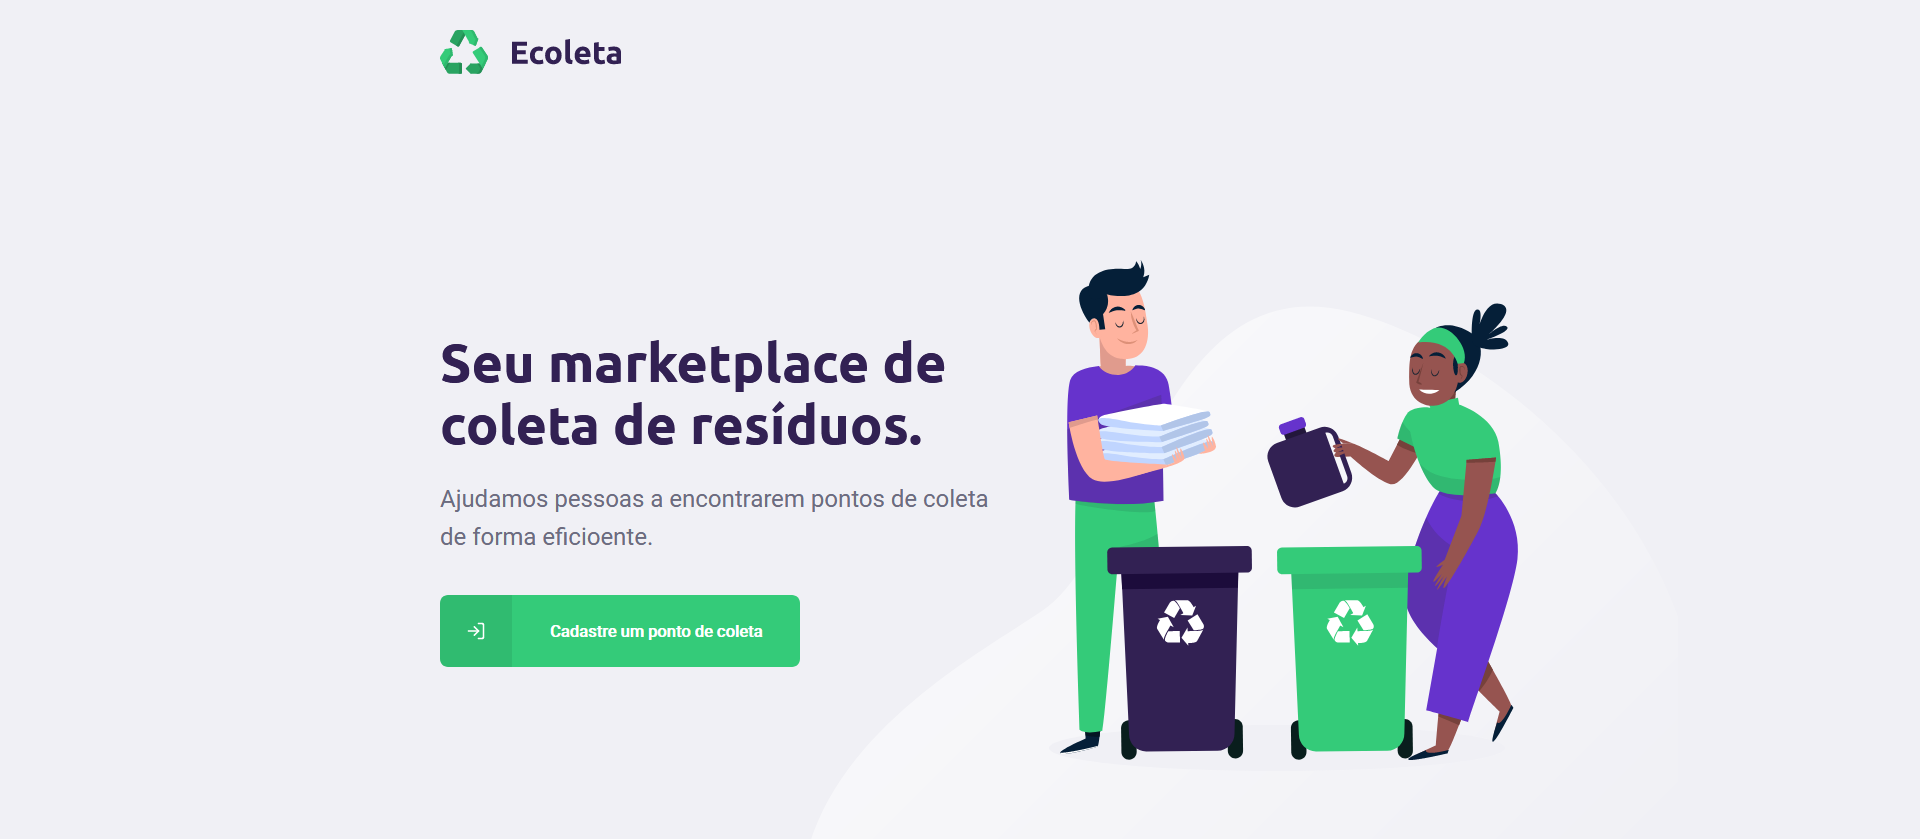 Ecoleta
Seu marketplace de
coleta de resíduos.
Ajudamos pessoas a encontrarem pontos de coleta
de forma eficioente.
Cadastre um ponto de coleta